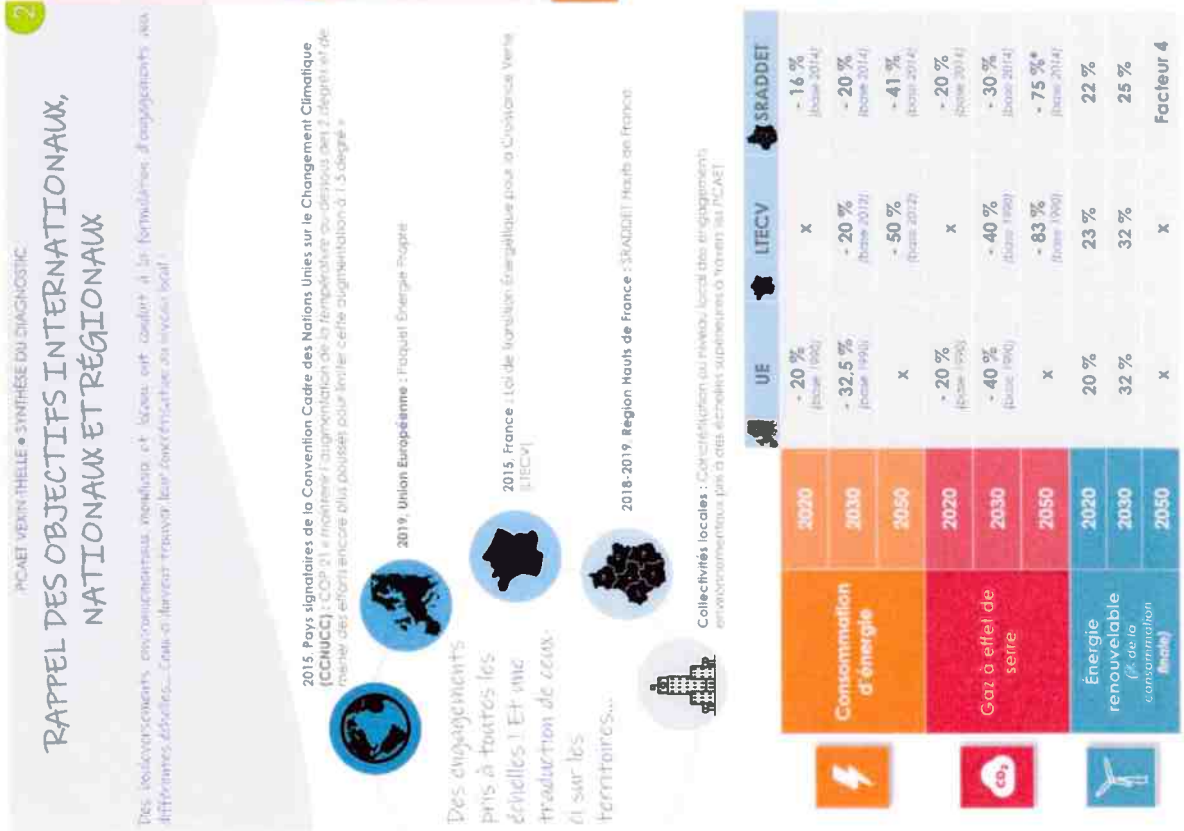 2
PCAET VEXIN-THELLE • SYNTHÈSE DU DIAGNOSTIC
RAPPEL DES OBJECTIFS INTERNATIONAUX,
NATIONAUX ET RÉGIONAUX
Des bouleversements environnementaux mondiaux et locaux ont conduit à la formulation d'engagements aux
différentes échelles... Ceux-ci doivent trouver leur concrétisation au niveau local
2015, Pays signataires de la Convention Cadre des Nations Unies sur le Changement Climatique
(CCNUCC) : COP 21 « maintenir l'augmentation de la température au-dessous des 2 degrés et de
mener des efforts encore plus poussés pour limiter cette augmentation à 1,5 degré »
2019, Union Européenne : Paquet Énergie Propre
Des engagements
pris à toutes les
échelles ! Et une
traduction de ceux-
ci sur les
territoires...
2015, France : Loi de Transition Énergétique pour la Croissance Verte
(LTECV)
2018-2019, Région Hauts de France : SRADDET Hauts de France
Collectivités locales : Concrétisation au niveau local des engagements
environnementaux pris à des échelles supérieures à travers les PCAET
UE LTECV SRADDET
Consommation
d'énergie
2020 - 20 % x - 16 %
(base 1990) (base 2014)
2030 - 32,5 % - 20 % - 20 %
(base 1990) (base 2012) (base 2014)
2050 x - 50 % - 41 %
(base 2012) (base 2014)
CO₂
Gaz à effet de
serre
2020 - 20 % x - 20 %
(base 1990) (base 2014)
2030 - 40 % - 40 % - 30 %
(base 1990) (base 1990) (base 2014)
2050 x - 83 % - 75 %*
(base 1990) (base 2014)
Énergie
renouvelable
(% de la
consommation
finale)
2020 20 % 23 % 22 %
2030 32 % 32 % 25 %
2050 x x Facteur 4